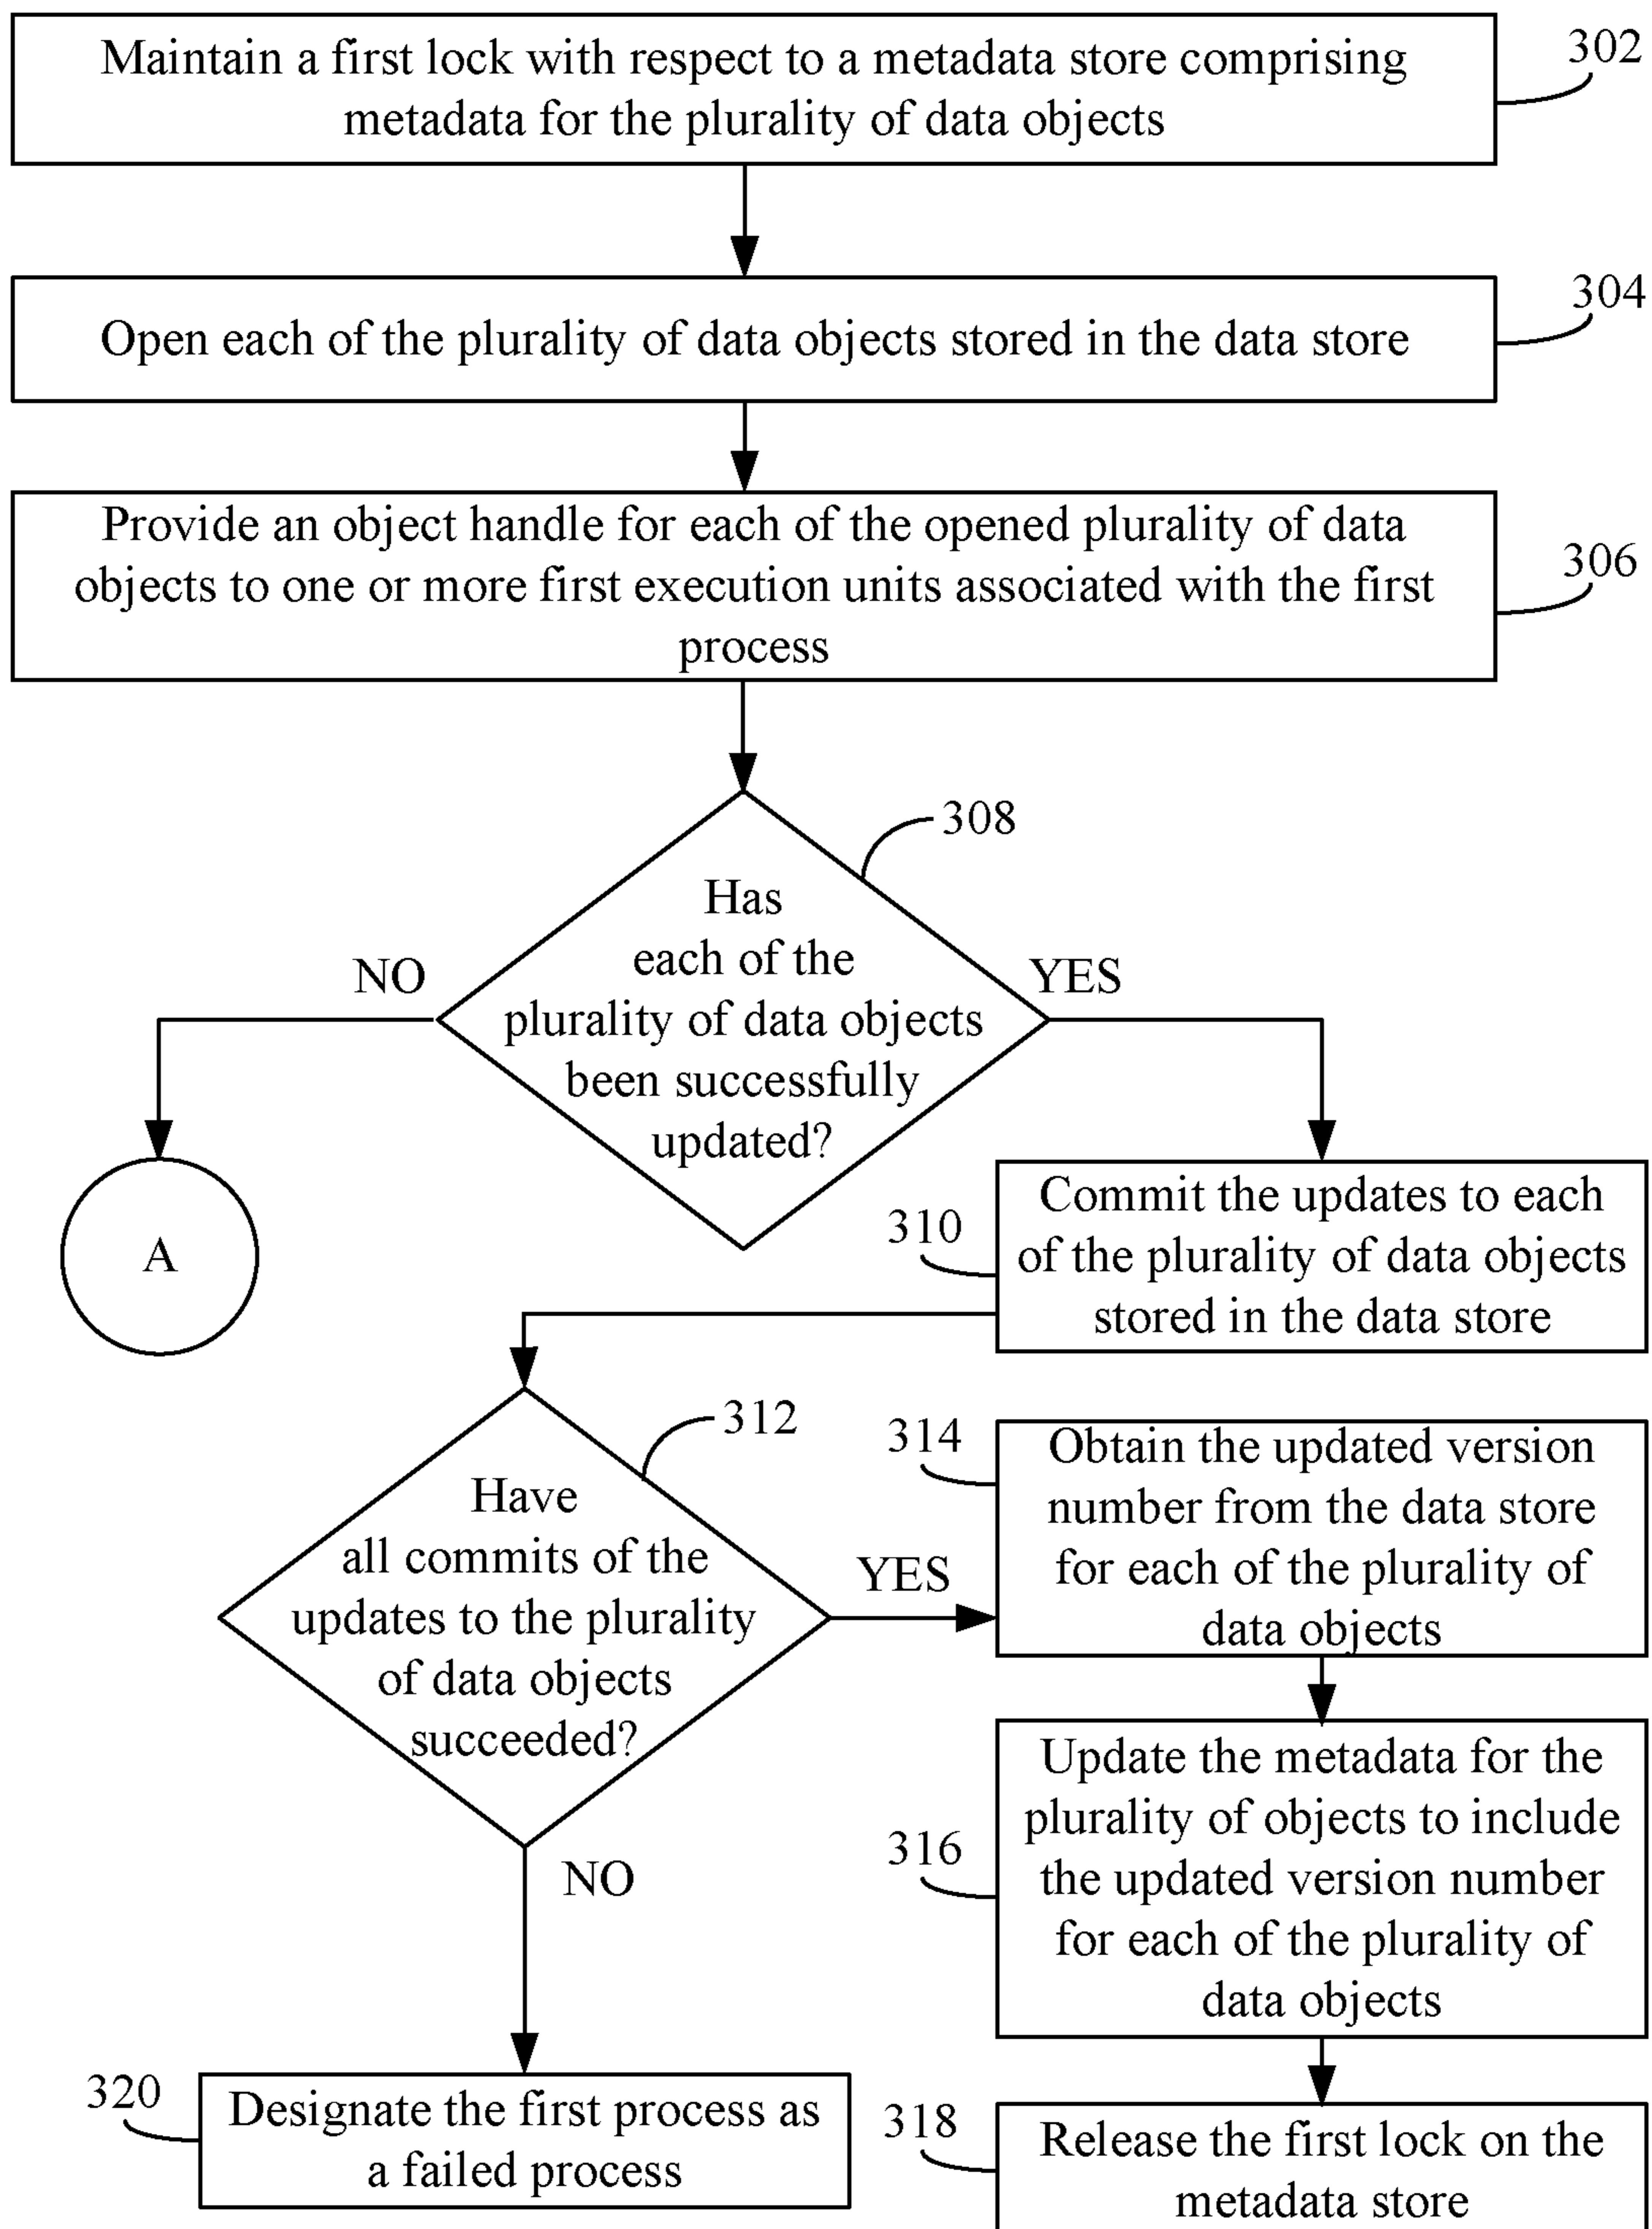 Maintain a first lock with respect to a metadata store comprising
metadata for the plurality of data objects
302
Open each of the plurality of data objects stored in the data store
304
Provide an object handle for each of the opened plurality of data
objects to one or more first execution units associated with the first
process
306
308
Has
each of the
plurality of data objects
been successfully
updated?
NO
YES
A
310
Commit the updates to each
of the plurality of data objects
stored in the data store
312
Have
all commits of the
updates to the plurality
of data objects
succeeded?
YES
NO
314
Obtain the updated version
number from the data store
for each of the plurality of
data objects
316
Update the metadata for the
plurality of objects to include
the updated version number
for each of the plurality of
data objects
320
Designate the first process as
a failed process
318
Release the first lock on the
metadata store